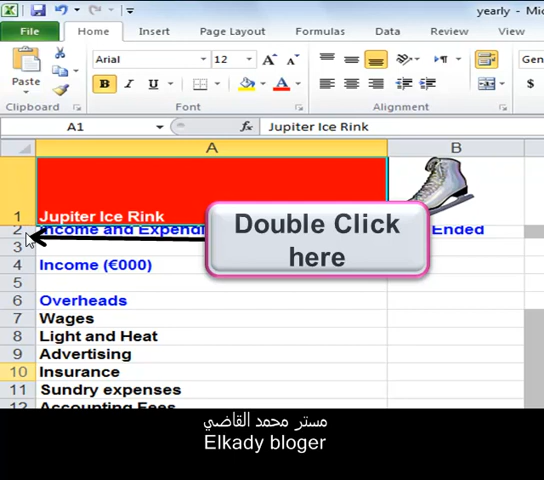 yearly - Mi
File Home Insert Page Layout Formulas Data Review View
Paste Arial 12 A A Gen
B I U A $
Clipboard Font Alignment
A1 fx Jupiter Ice Rink
A B
1 Jupiter Ice Rink
2 Income and Expendi Ended
3
4 Income (€000)
5
6 Overheads
7 Wages
8 Light and Heat
9 Advertising
10 Insurance
11 Sundry expenses
12 Accounting Fees
Double Click
here
مستر محمد القاضي
Elkady bloger